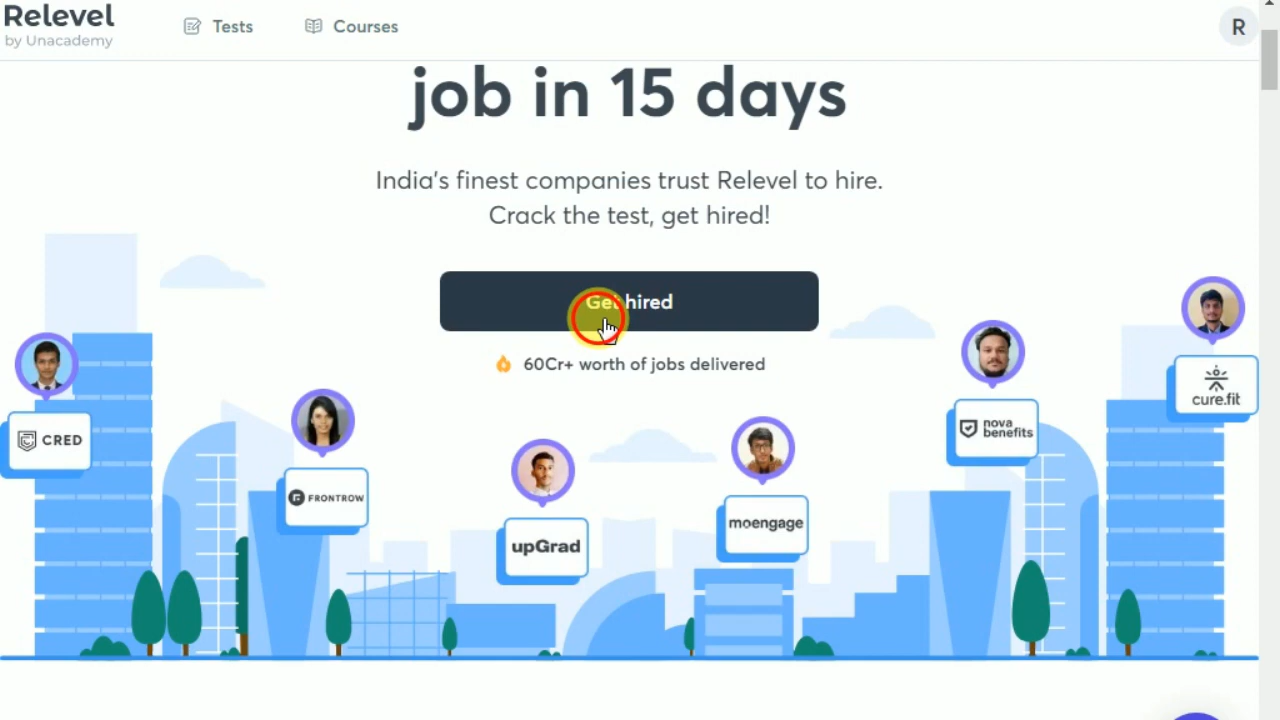 Relevel
by Unacademy
Tests
Courses
R
job in 15 days
India's finest companies trust Relevel to hire.
Crack the test, get hired!
Get hired
60Cr+ worth of jobs delivered
CRED
FRONTROW
upGrad
moengage
nova
benefits
cure.fit